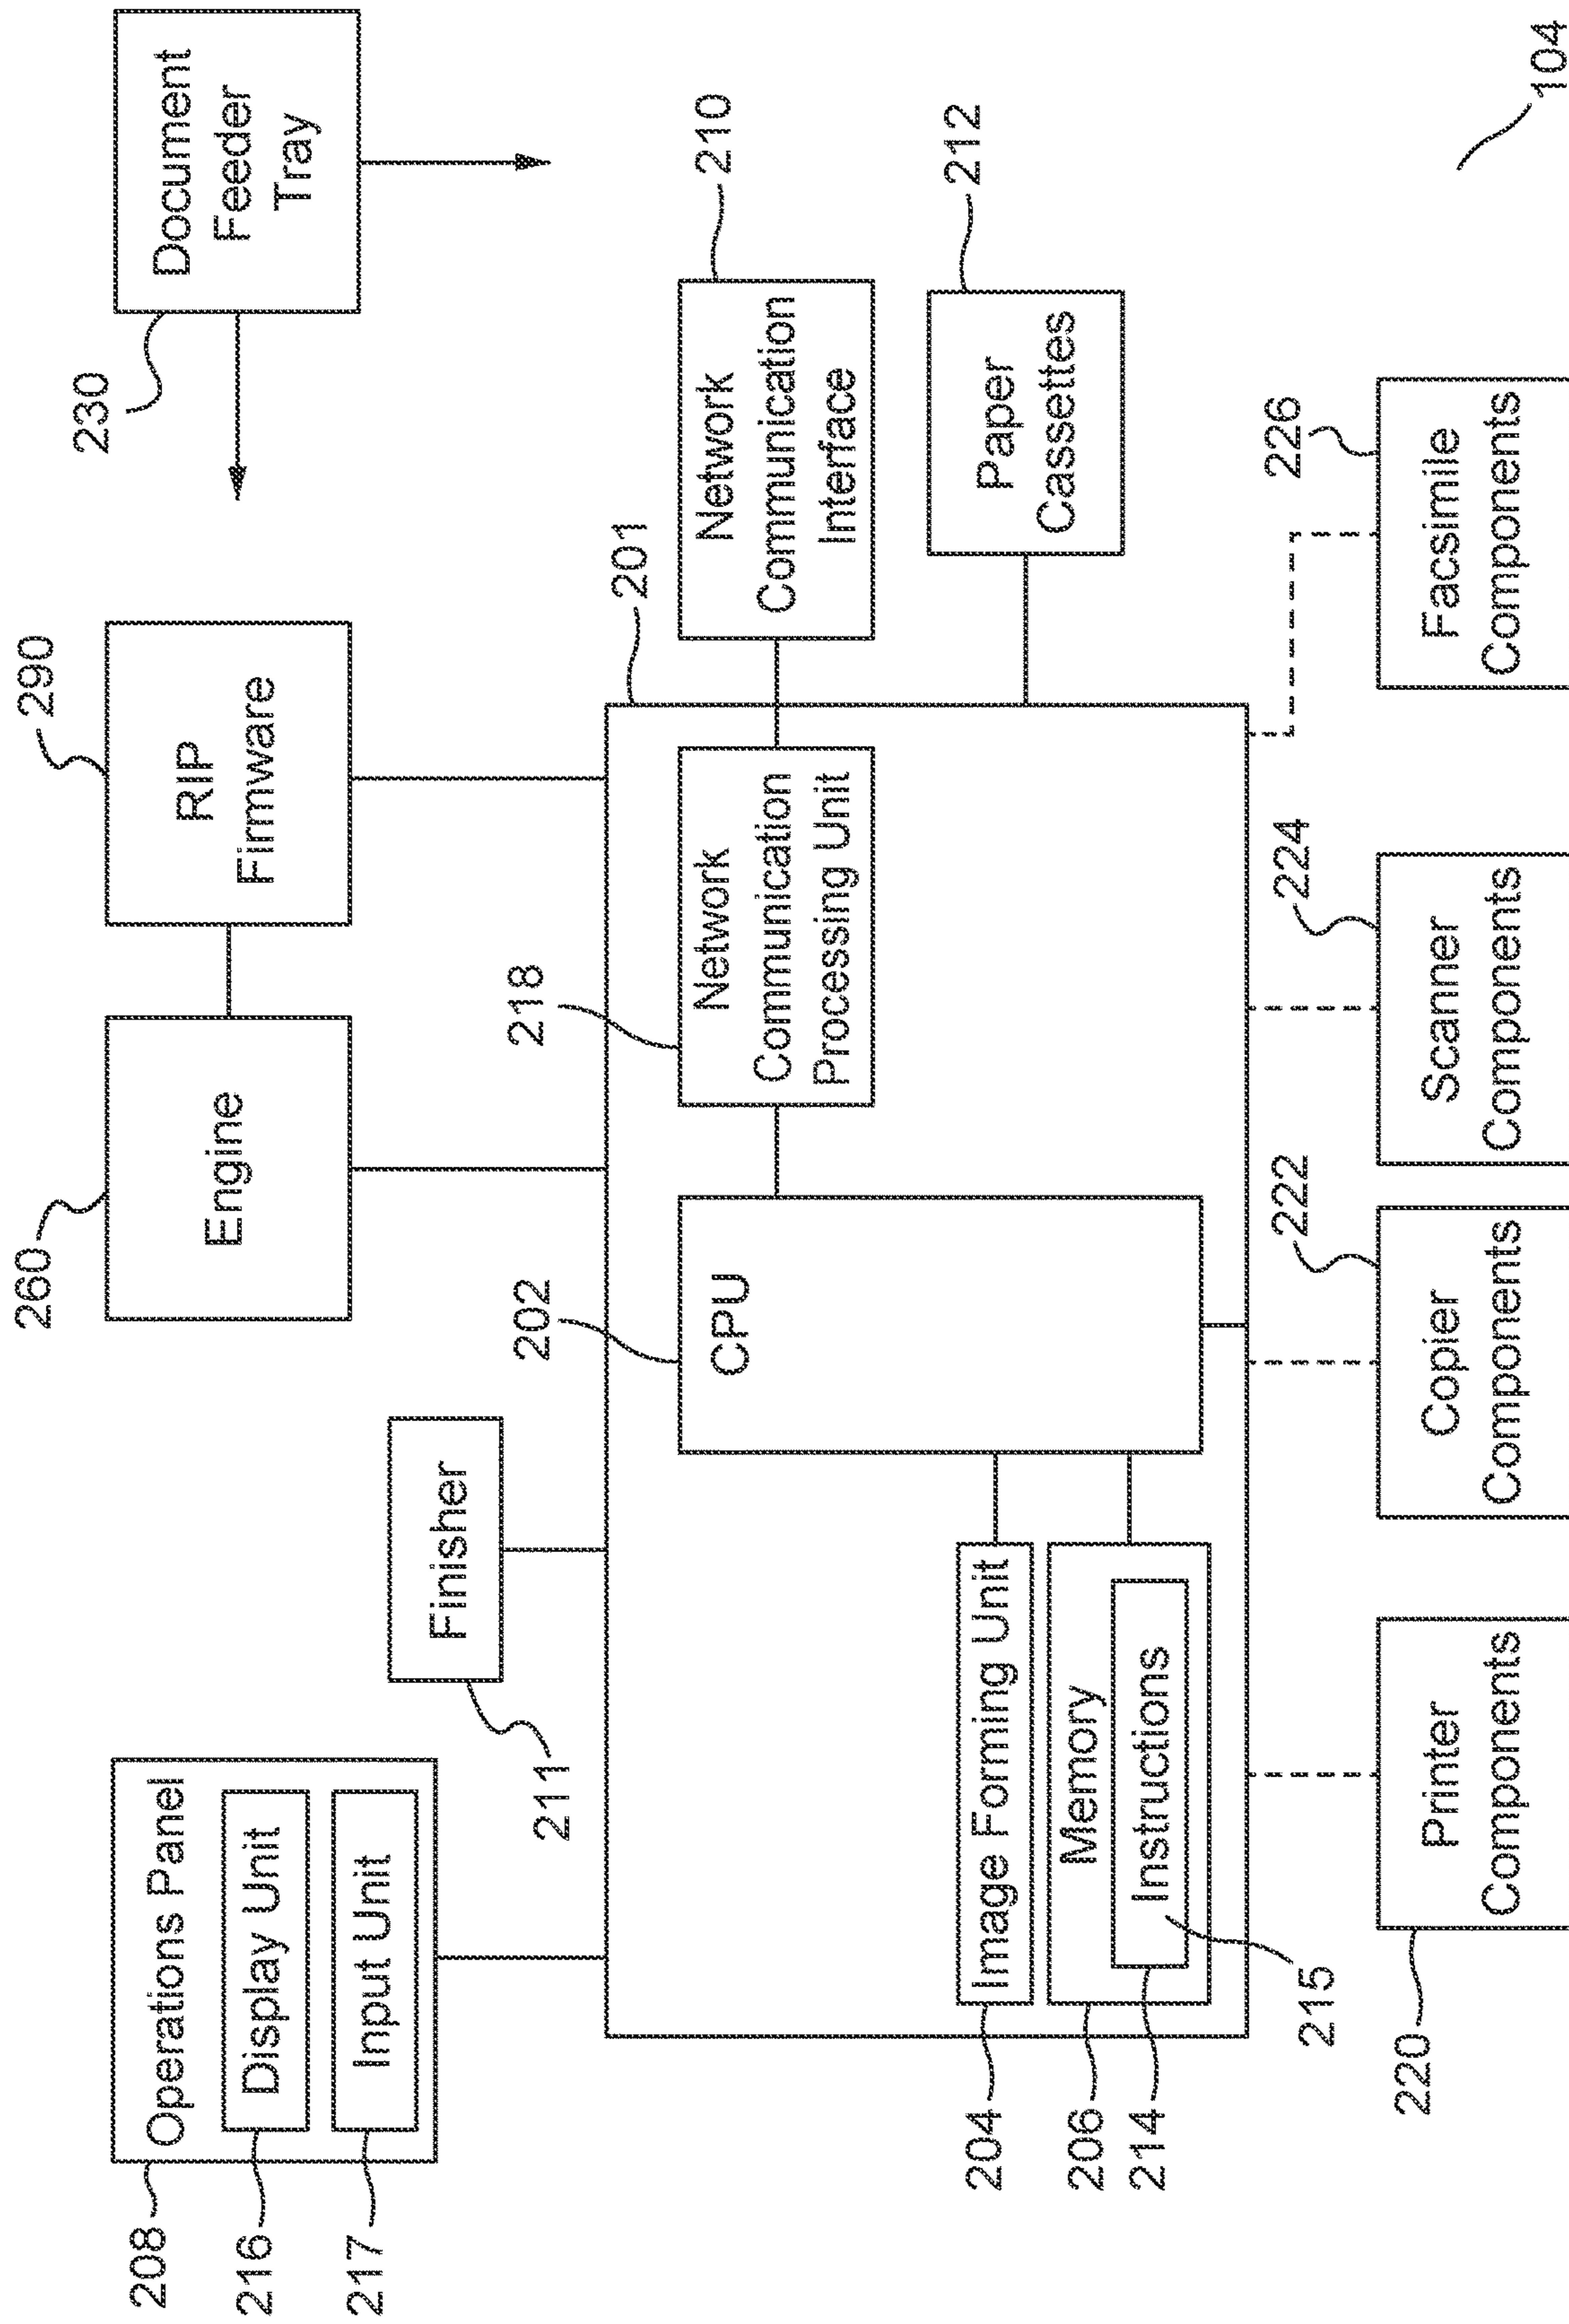 208
Operations Panel
216
Display Unit
217
Input Unit
Finisher
211
260
Engine
290
RIP
Firmware
230
Document
Feeder
Tray
201
202
CPU
218
Network
Communication
Processing Unit
Network
Communication
Interface
210
Paper
Cassettes
212
204
Image Forming Unit
206
Memory
214
Instructions
215
220
Printer
Components
222
Copier
Components
224
Scanner
Components
226
Facsimile
Components
104